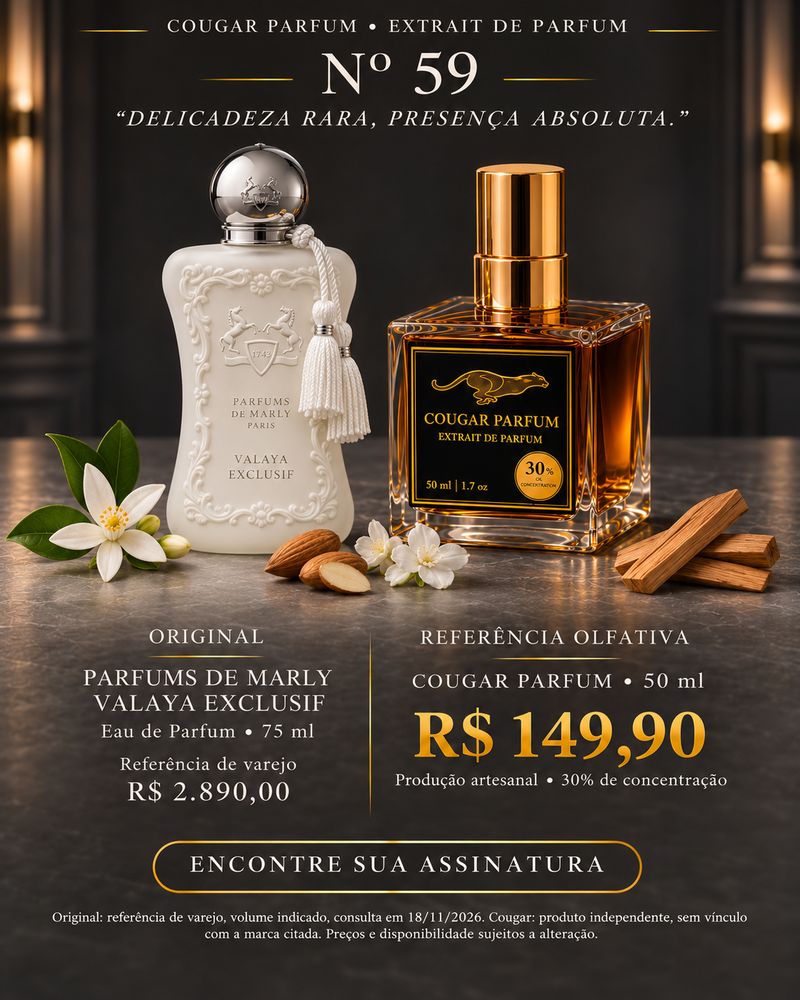 COUGAR PARFUM • EXTRAIT DE PARFUM
Nº 59
“DELICADEZA RARA, PRESENÇA ABSOLUTA.”
1743
PARFUMS
DE MARLY
PARIS
VALAYA
EXCLUSIF
COUGAR PARFUM
EXTRAIT DE PARFUM
50 ml | 1.7 oz
30%
OIL
CONCENTRATION
ORIGINAL
PARFUMS DE MARLY
VALAYA EXCLUSIF
Eau de Parfum • 75 ml
Referência de varejo
R$ 2.890,00
REFERÊNCIA OLFATIVA
COUGAR PARFUM • 50 ml
R$ 149,90
Produção artesanal • 30% de concentração
ENCONTRE SUA ASSINATURA
Original: referência de varejo, volume indicado, consulta em 18/11/2026. Cougar: produto independente, sem vínculo
com a marca citada. Preços e disponibilidade sujeitos a alteração.